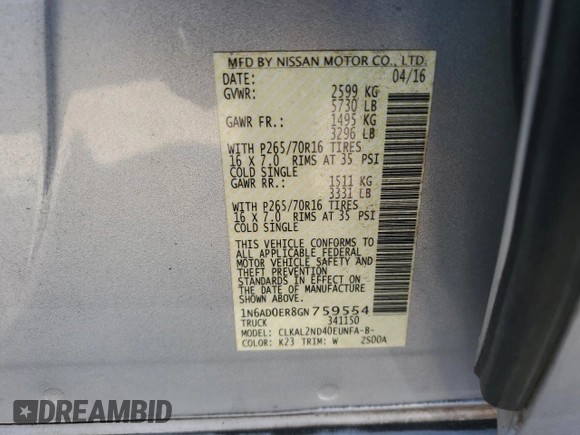 MFD BY NISSAN MOTOR CO., LTD.
DATE: 04/16
GVWR: 2599 KG
5730 LB
GAWR FR.: 1495 KG
3296 LB
WITH P265/70R16 TIRES
16 X 7.0 RIMS AT 35 PSI
COLD SINGLE
GAWR RR.: 1511 KG
3331 LB
WITH P265/70R16 TIRES
16 X 7.0 RIMS AT 35 PSI
COLD SINGLE
THIS VEHICLE CONFORMS TO
ALL APPLICABLE FEDERAL
MOTOR VEHICLE SAFETY AND
THEFT PREVENTION
STANDARDS IN EFFECT ON
THE DATE OF MANUFACTURE
SHOWN ABOVE.
1N6AD0ER8GN759554
TRUCK 341150
MODEL: CLKAL2ND40EUNFA-B-
COLOR: K23 TRIM: W ZS00A
DREAMBID